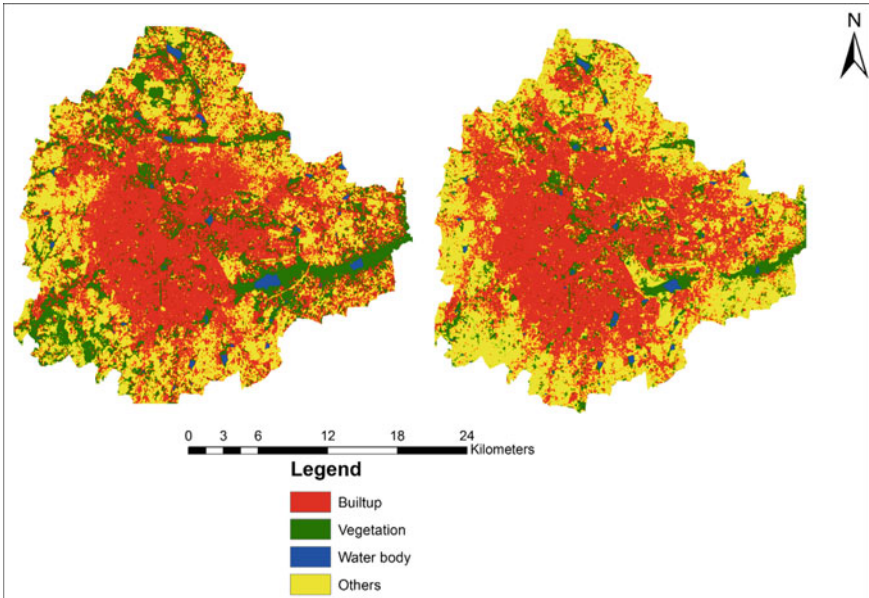 N
0 3 6 12 18 24
Kilometers
Legend
Builtup
Vegetation
Water body
Others